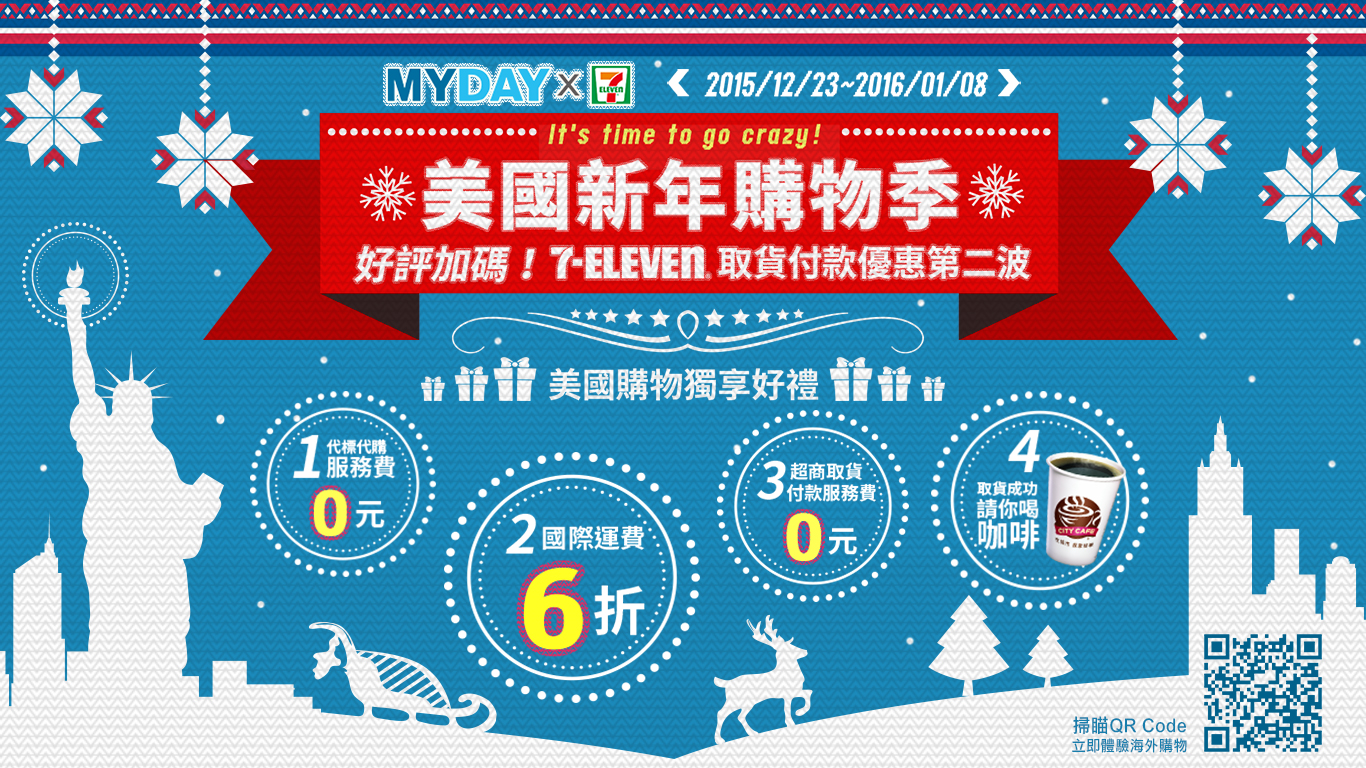 MYDAY X 7 ELEVEN 2015/12/23~2016/01/08
It's time to go crazy!
美國新年購物季
好評加碼！7-ELEVEN® 取貨付款優惠第二波
美國購物獨享好禮
1 代標代購
服務費
0元
2 國際運費
6折
3 超商取貨
付款服務費
0元
4
取貨成功
請你喝
咖啡
CITY CAFE
掃瞄QR Code
立即體驗海外購物